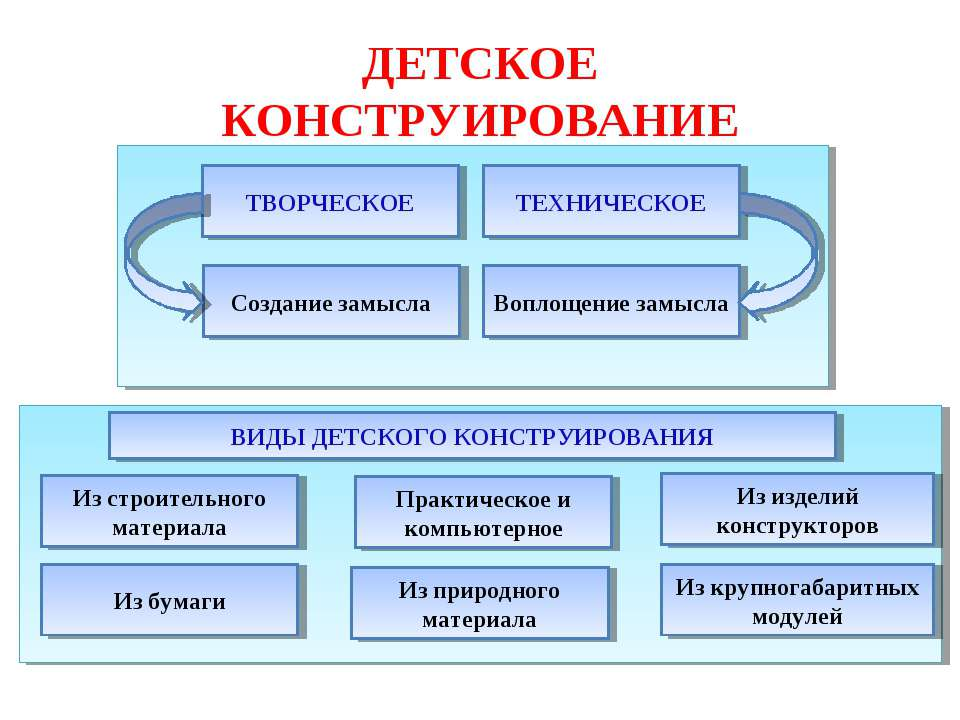 ДЕТСКОЕ
КОНСТРУИРОВАНИЕ
ТВОРЧЕСКОЕ
ТЕХНИЧЕСКОЕ
Создание замысла
Воплощение замысла
ВИДЫ ДЕТСКОГО КОНСТРУИРОВАНИЯ
Из строительного
материала
Практическое и
компьютерное
Из изделий
конструкторов
Из бумаги
Из природного
материала
Из крупногабаритных
модулей